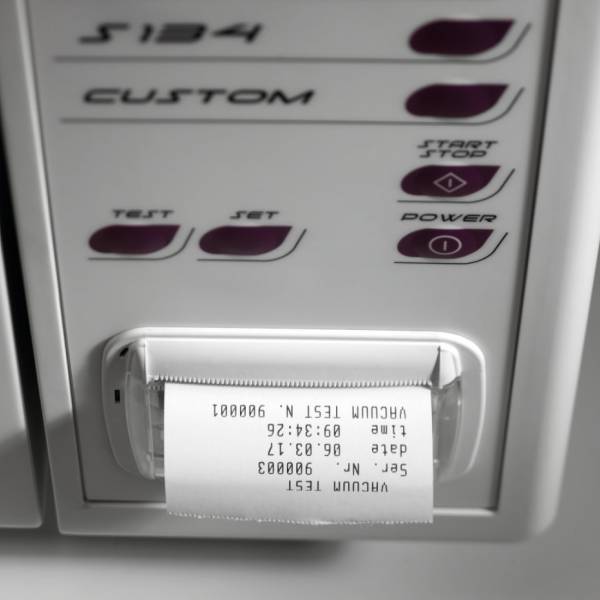 S134
CUSTOM
START
STOP
TEST
SET
POWER
VACUUM TEST
Ser. Nr. 900003
date 06.03.17
time 09:34:26
VACUUM TEST N. 900001